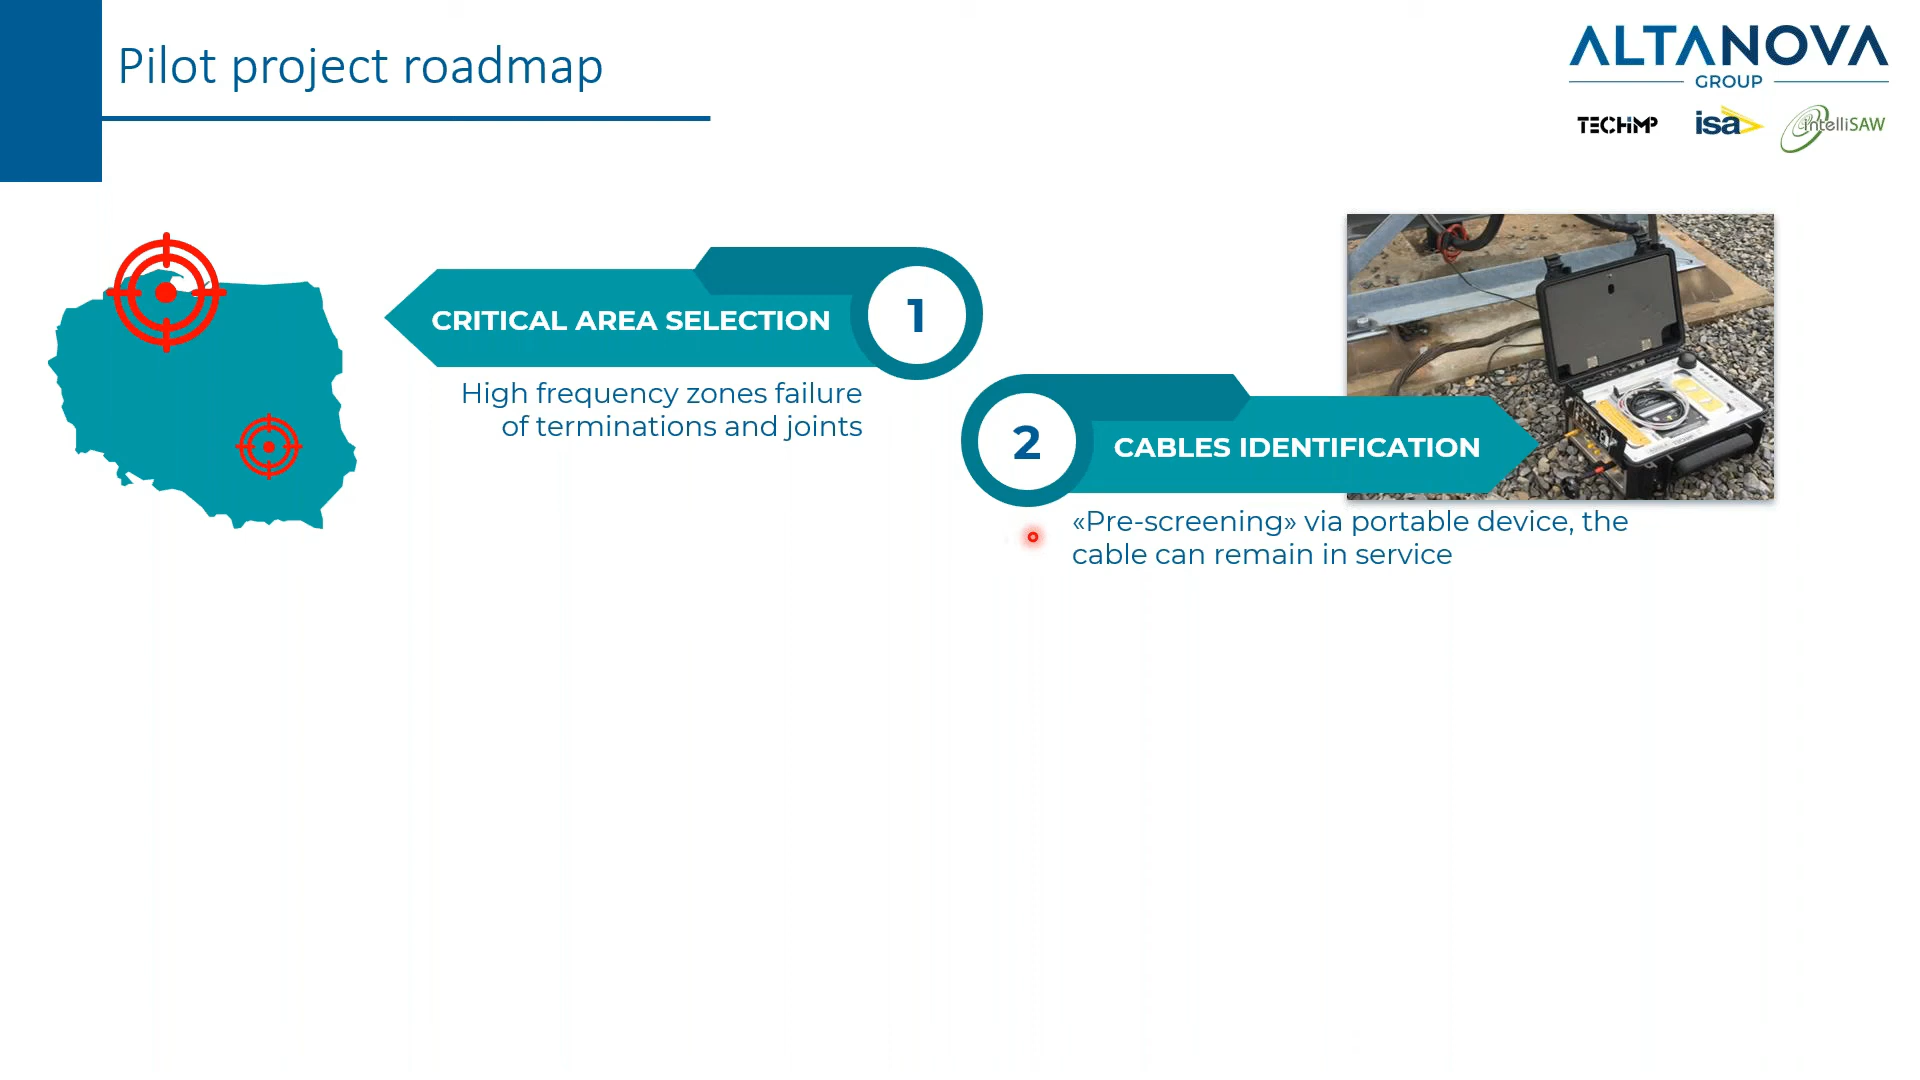 Pilot project roadmap
ALTANOVA
GROUP
TECHIMP
isa
IntelliSAW
CRITICAL AREA SELECTION
1
High frequency zones failure
of terminations and joints
2
CABLES IDENTIFICATION
«Pre-screening» via portable device, the
cable can remain in service